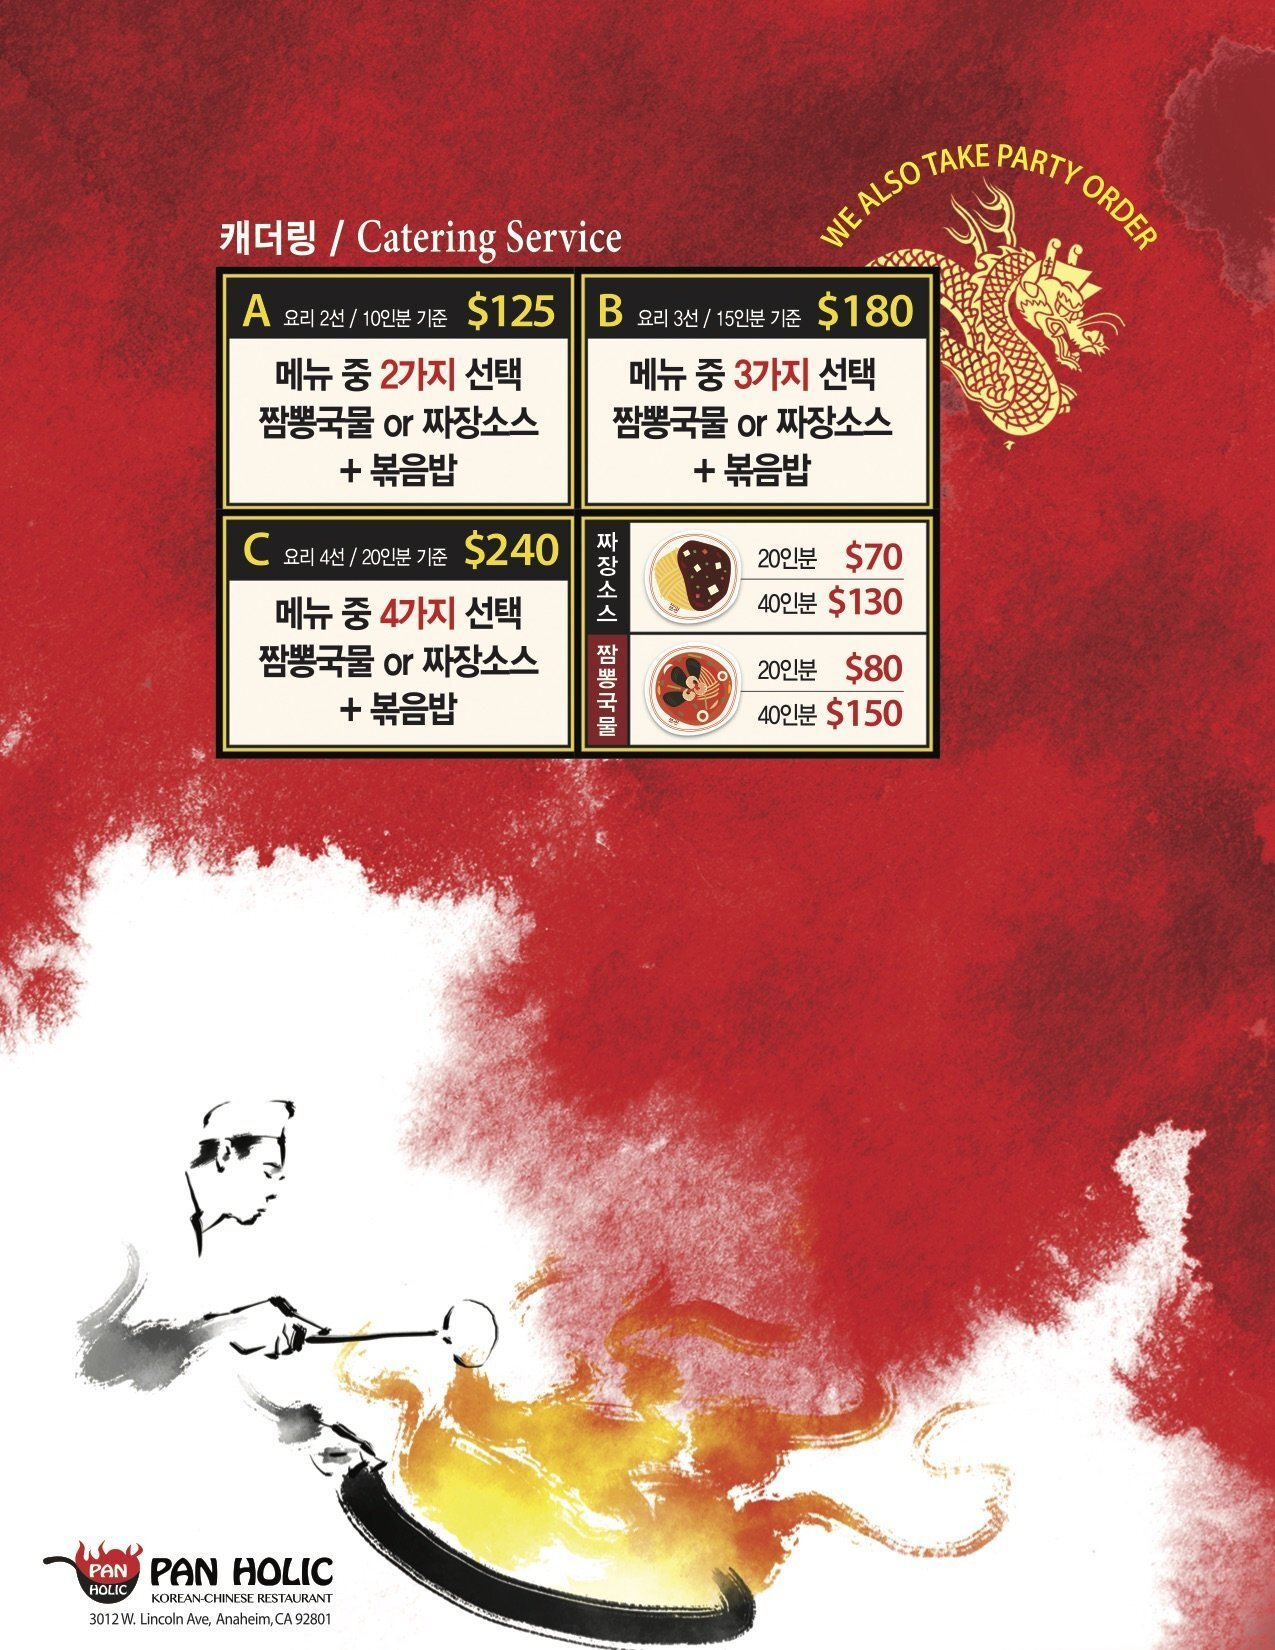 WE ALSO TAKE PARTY ORDER
캐더링 / Catering Service
A 요리 2선 / 10인분 기준 $125
메뉴 중 2가지 선택
짬뽕국물 or 짜장소스
+ 볶음밥
B 요리 3선 / 15인분 기준 $180
메뉴 중 3가지 선택
짬뽕국물 or 짜장소스
+ 볶음밥
C 요리 4선 / 20인분 기준 $240
메뉴 중 4가지 선택
짬뽕국물 or 짜장소스
+ 볶음밥
짜장소스
20인분 $70
40인분 $130
짬뽕국물
20인분 $80
40인분 $150
PAN
HOLIC
PAN HOLIC
KOREAN-CHINESE RESTAURANT
3012 W. Lincoln Ave, Anaheim, CA 92801